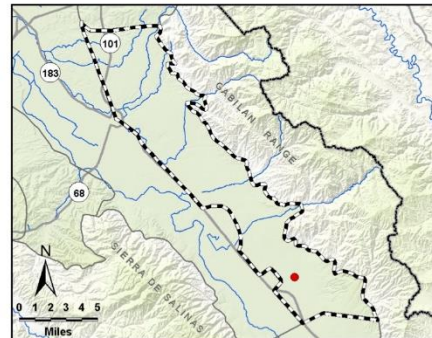 101
183
GABILAN RANGE
68
SIERRA DE SALINAS
N
0 1 2 3 4 5
Miles